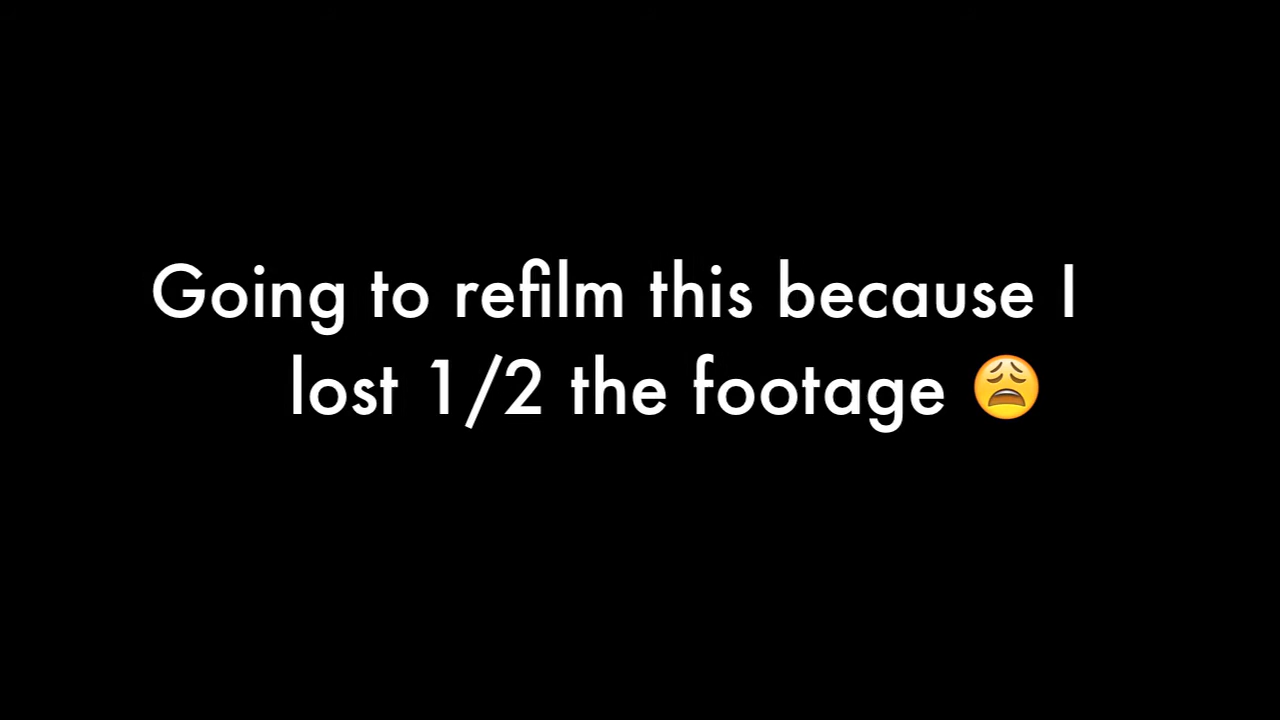 Going to refilm this because I
lost 1/2 the footage 😩